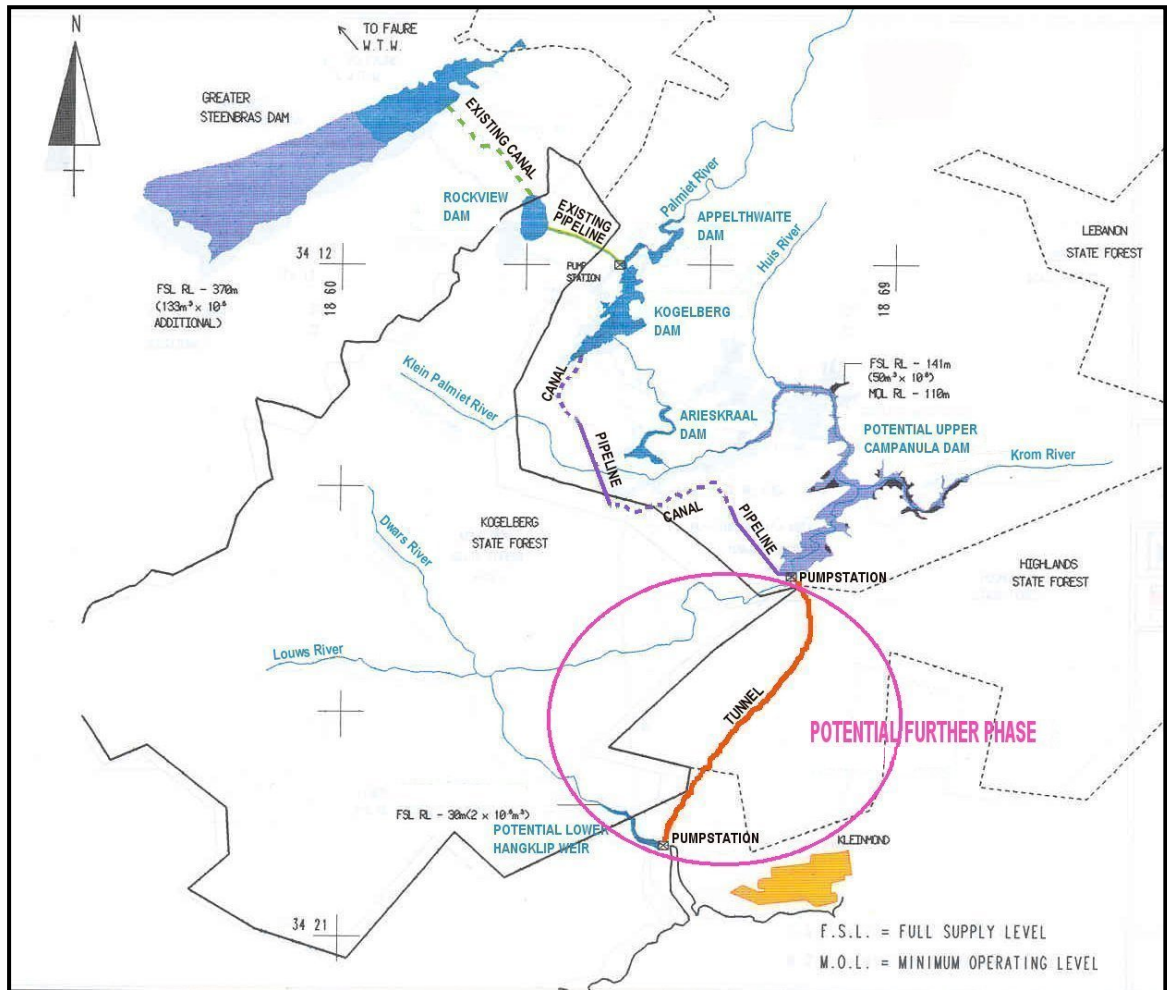 N
TO FAURE
W.T.W.
GREATER
STEENBRAS DAM
EXISTING CANAL
ROCKVIEW
DAM
EXISTING
PIPELINE
Palmiet River
APPELTHWAITE
DAM
Huis River
LEBANON
STATE FOREST
34 12
18 60
PUMP
STATION
18 69
FSL RL - 370m
(133m³ x 10⁶
ADDITIONAL)
KOGELBERG
DAM
CANAL
Klein Palmiet River
FSL RL - 141m
(50m³ x 10⁶)
MOL RL - 110m
ARIESKRAAL
DAM
POTENTIAL UPPER
CAMPANULA DAM
Krom River
PIPELINE
CANAL
PIPELINE
Dwars River
KOGELBERG
STATE FOREST
HIGHLANDS
STATE FOREST
PUMPSTATION
Louws River
TUNNEL
POTENTIAL FURTHER PHASE
FSL RL - 30m(2 x 10⁶m³)
POTENTIAL LOWER
HANGKLIP WEIR
PUMPSTATION
KLEINMOND
34 21
F.S.L. = FULL SUPPLY LEVEL
M.O.L. = MINIMUM OPERATING LEVEL